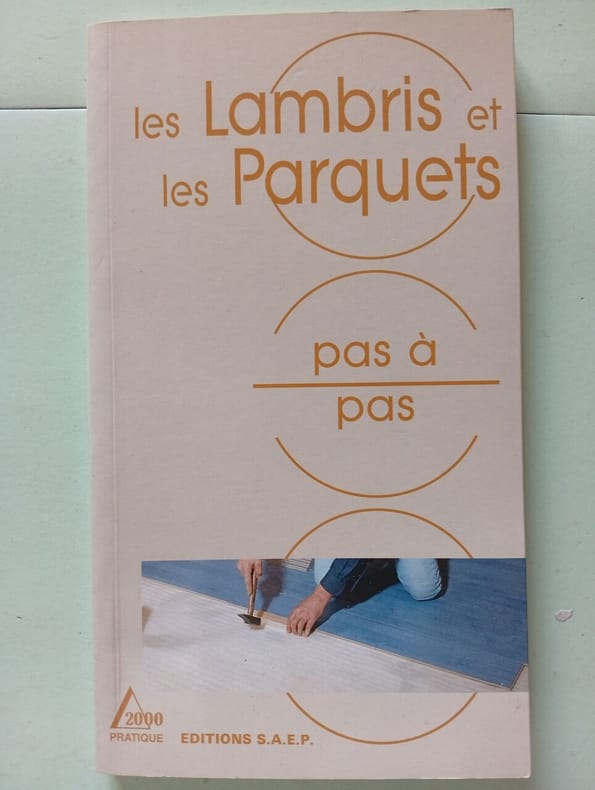 les Lambris et
les Parquets
pas à
pas
2000
PRATIQUE
EDITIONS S.A.E.P.